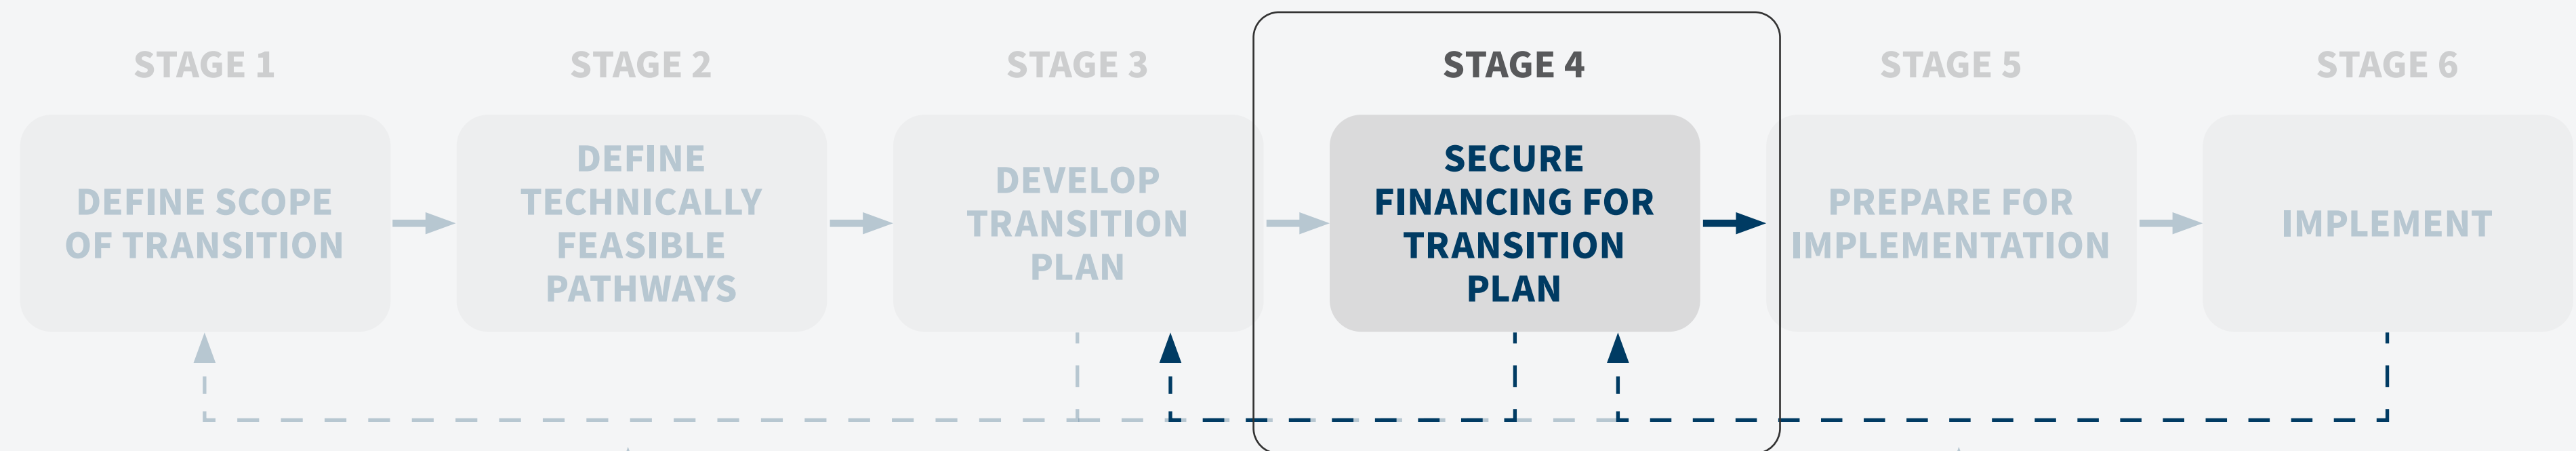 STAGE 1
DEFINE SCOPE
OF TRANSITION
STAGE 2
DEFINE
TECHNICALLY
FEASIBLE
PATHWAYS
STAGE 3
DEVELOP
TRANSITION
PLAN
STAGE 4
SECURE
FINANCING FOR
TRANSITION
PLAN
STAGE 5
PREPARE FOR
IMPLEMENTATION
STAGE 6
IMPLEMENT